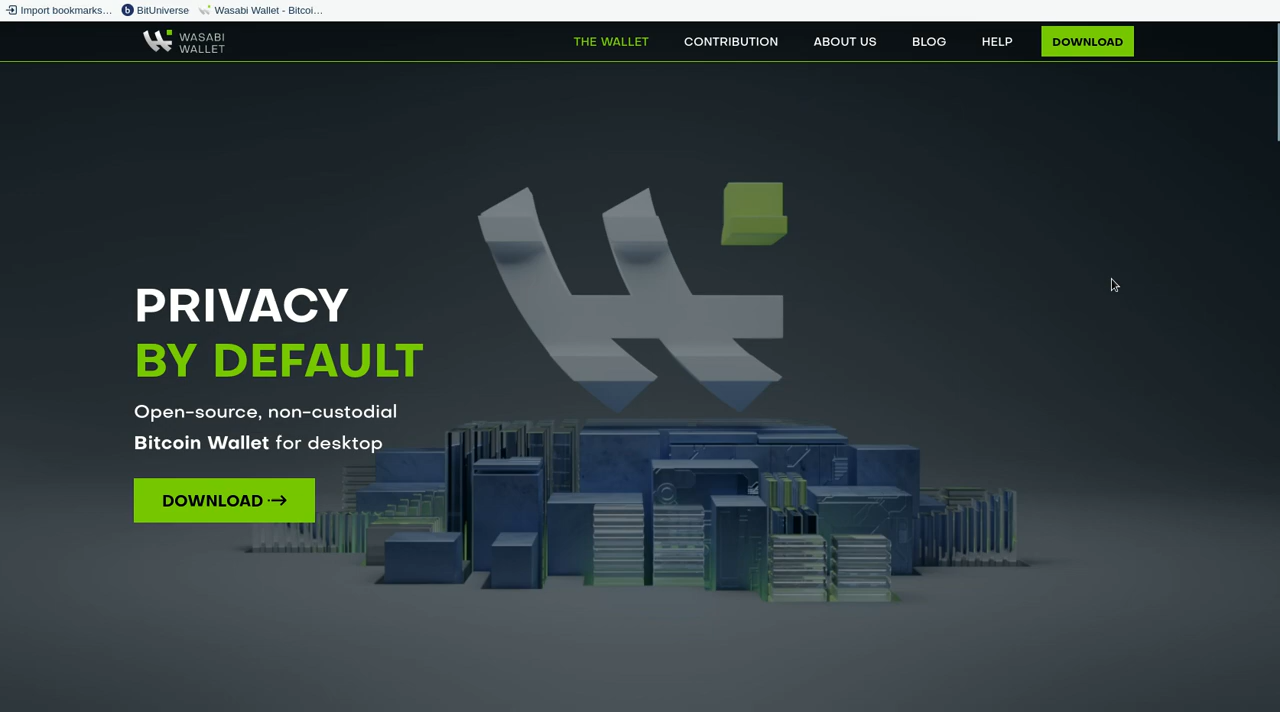 Import bookmarks...
BitUniverse
Wasabi Wallet - Bitcoi...
WASABI
WALLET
THE WALLET
CONTRIBUTION
ABOUT US
BLOG
HELP
DOWNLOAD
PRIVACY
BY DEFAULT
Open-source, non-custodial
Bitcoin Wallet for desktop
DOWNLOAD